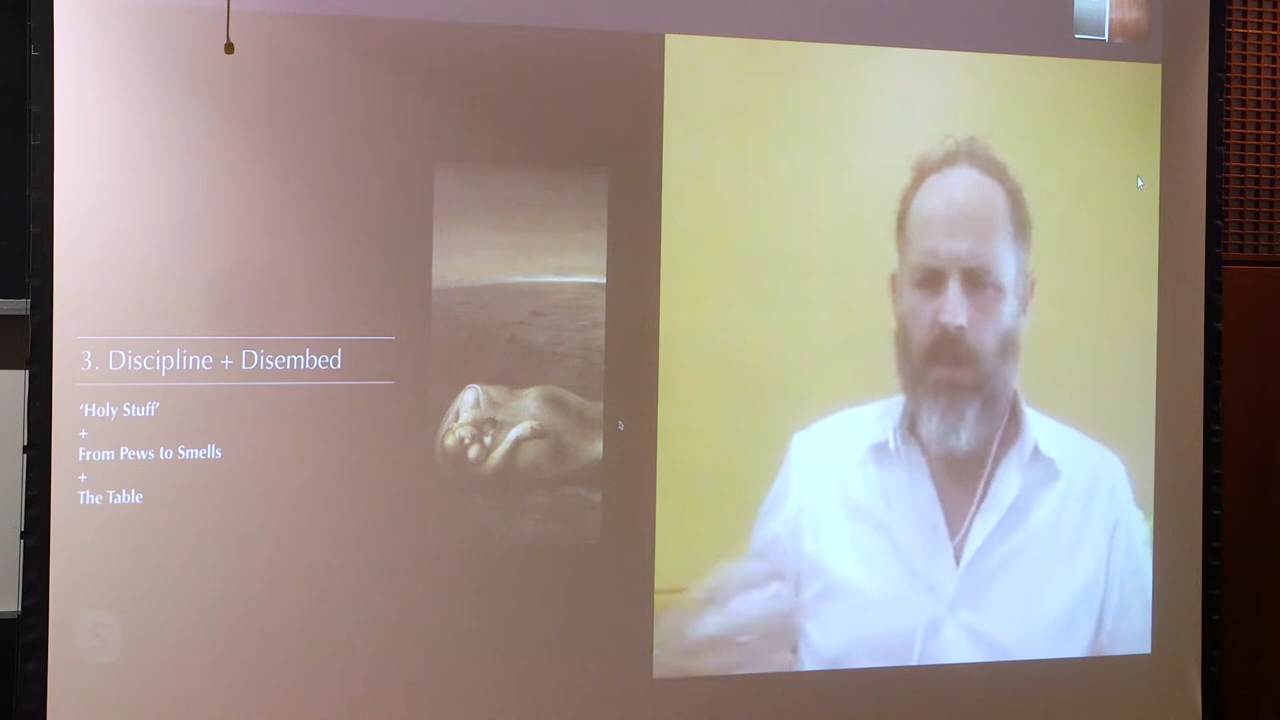 3. Discipline + Disembed
‘Holy Stuff’
+
From Pews to Smells
+
The Table
S